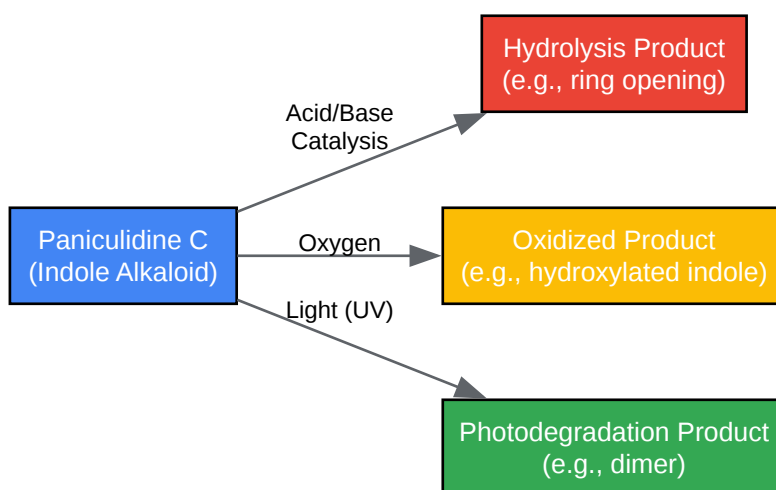 Hydrolysis Product
(e.g., ring opening)
Acid/Base
Catalysis
Paniculidine C
(Indole Alkaloid)
Oxygen
Oxidized Product
(e.g., hydroxylated indole)
Light (UV)
Photodegradation Product
(e.g., dimer)